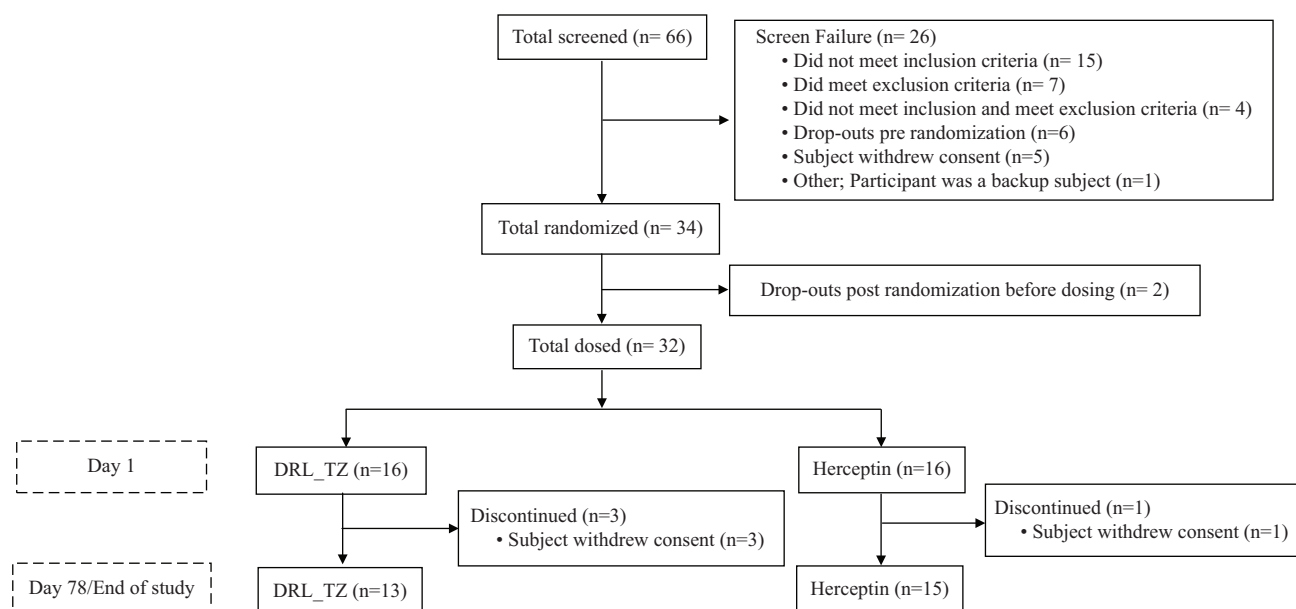 Total screened (n= 66)
Screen Failure (n= 26)
• Did not meet inclusion criteria (n= 15)
• Did meet exclusion criteria (n= 7)
• Did not meet inclusion and meet exclusion criteria (n= 4)
• Drop-outs pre randomization (n=6)
• Subject withdrew consent (n=5)
• Other; Participant was a backup subject (n=1)
Total randomized (n= 34)
Drop-outs post randomization before dosing (n= 2)
Total dosed (n= 32)
Day 1
DRL_TZ (n=16)
Herceptin (n=16)
Discontinued (n=3)
• Subject withdrew consent (n=3)
Discontinued (n=1)
• Subject withdrew consent (n=1)
Day 78/End of study
DRL_TZ (n=13)
Herceptin (n=15)